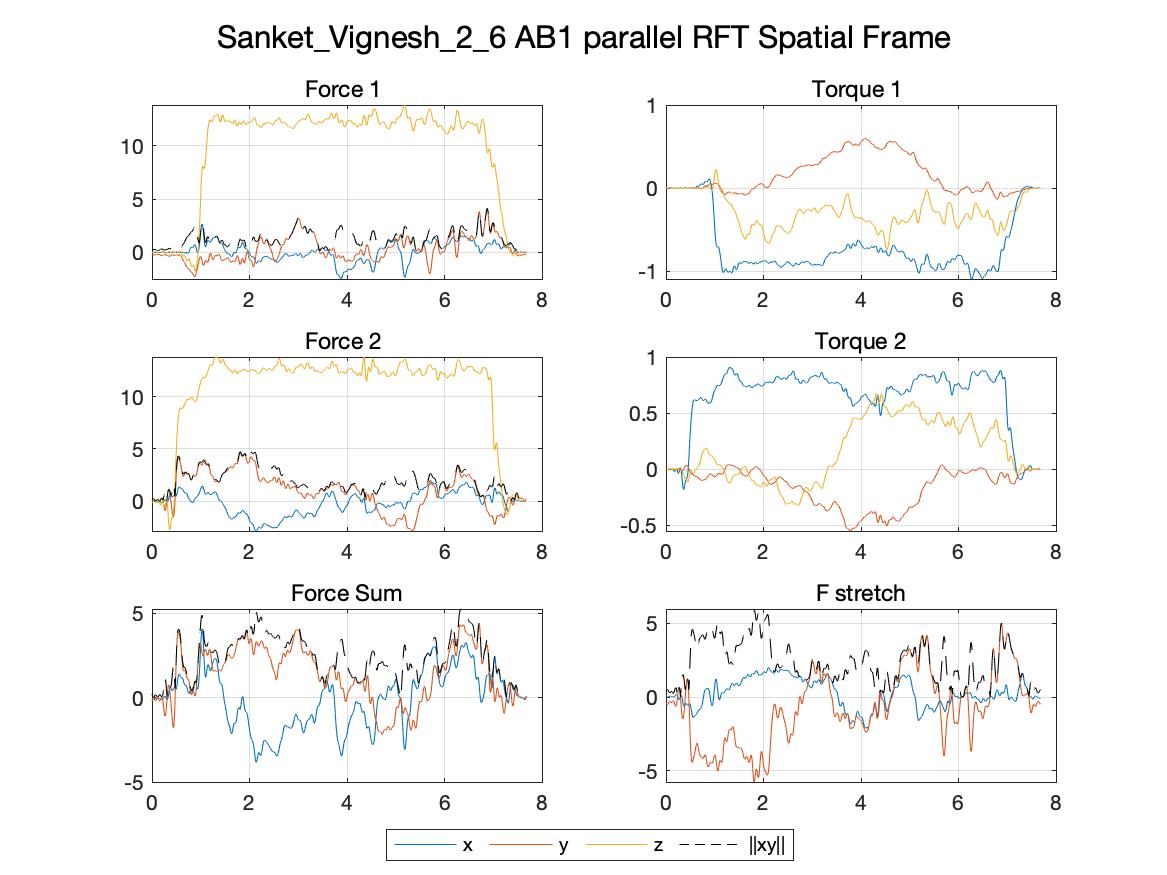 Sanket_Vignesh_2_6 AB1 parallel RFT Spatial Frame
Force 1
10
5
0
0 2 4 6 8
Torque 1
1
0
-1
0 2 4 6 8
Force 2
10
5
0
0 2 4 6 8
Torque 2
1
0.5
0
-0.5
0 2 4 6 8
Force Sum
5
0
-5
0 2 4 6 8
F stretch
5
0
-5
0 2 4 6 8
x y z ||xy||